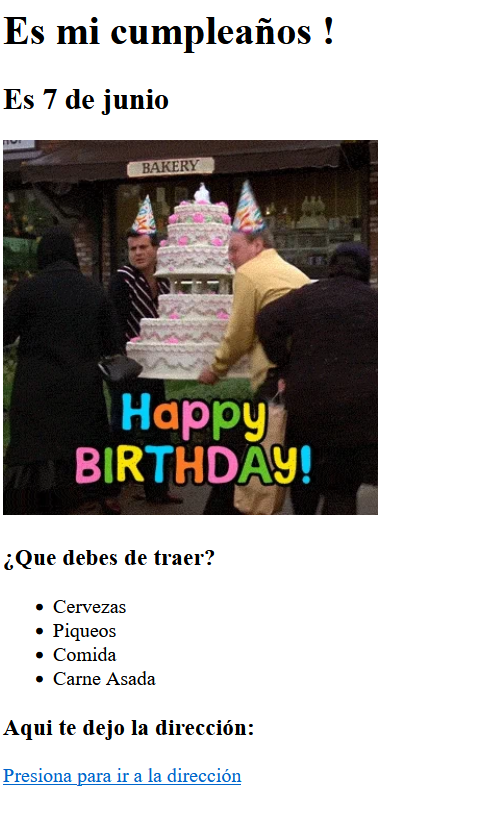 Es mi cumpleaños !
Es 7 de junio
BAKERY
Happy
BIRTHDAY!
¿Que debes de traer?
Cervezas
Piqueos
Comida
Carne Asada
Aqui te dejo la dirección:
Presiona para ir a la dirección